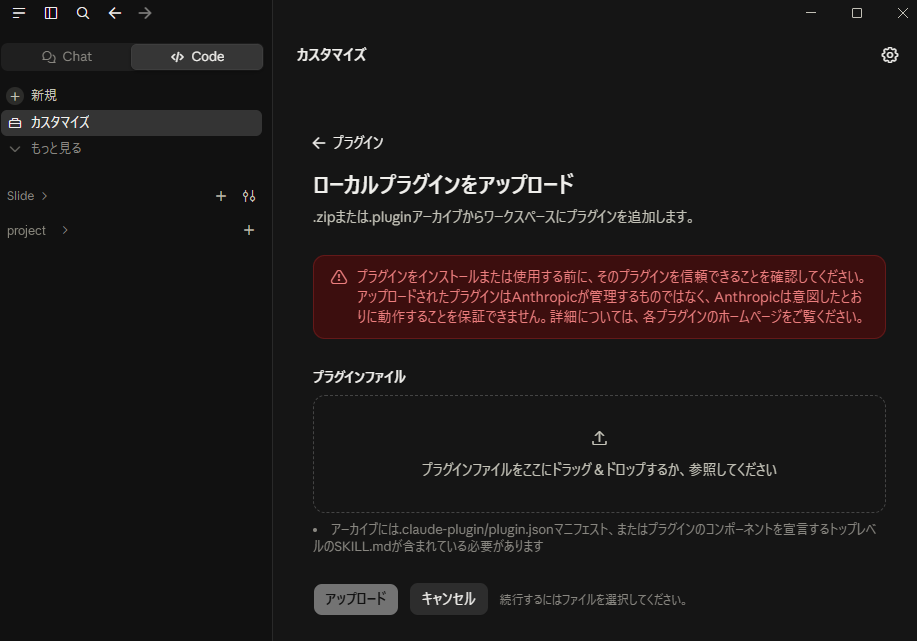 Chat
Code
新規
カスタマイズ
もっと見る
Slide
project
カスタマイズ
プラグイン
ローカルプラグインをアップロード
.zipまたは.pluginアーカイブからワークスペースにプラグインを追加します。
プラグインをインストールまたは使用する前に、そのプラグインを信頼できることを確認してください。
アップロードされたプラグインはAnthropicが管理するものではなく、Anthropicは意図したとお
りに動作することを保証できません。詳細については、各プラグインのホームページをご覧ください。
プラグインファイル
プラグインファイルをここにドラッグ＆ドロップするか、参照してください
• アーカイブには.claude-plugin/plugin.jsonマニフェスト、またはプラグインのコンポーネントを宣言するトップレベ
ルのSKILL.mdが含まれている必要があります
アップロード
キャンセル
続行するにはファイルを選択してください。